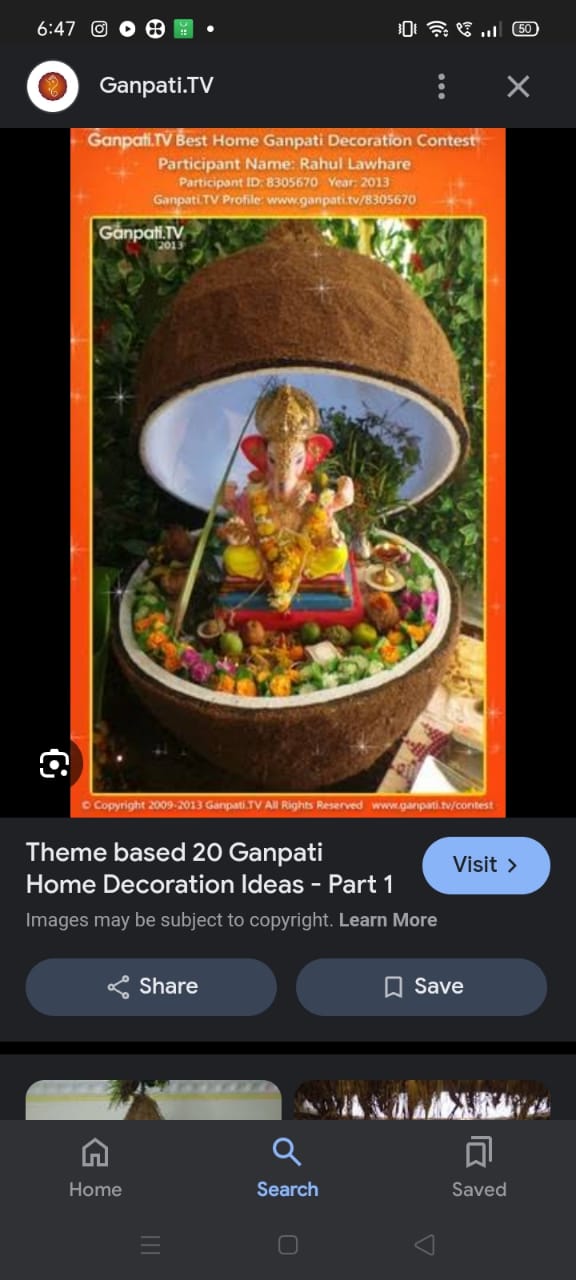 6:47
50
Ganpati.TV
Ganpati.TV Best Home Ganpati Decoration Contest
Participant Name: Rahul Lawhare
Participant ID: 8305670 Year: 2013
Ganpati.TV Profile: www.ganpati.tv/8305670
Ganpati.TV
2013
© Copyright 2009-2013 Ganpati.TV All Rights Reserved www.ganpati.tv/contest
Theme based 20 Ganpati
Home Decoration Ideas - Part 1
Visit
Images may be subject to copyright. Learn More
Share
Save
Home
Search
Saved